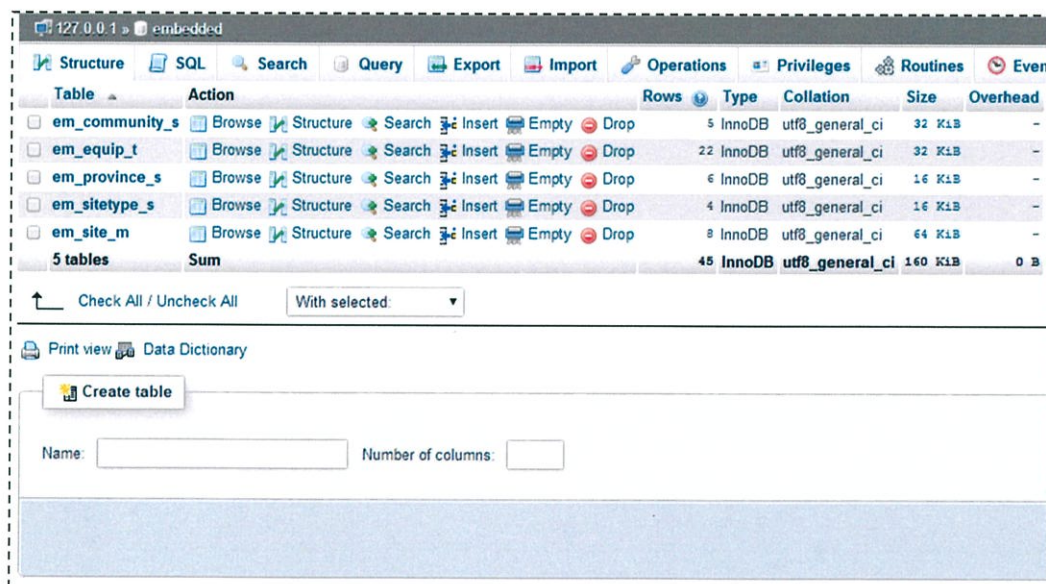 127.0.0.1 » embedded
Structure SQL Search Query Export Import Operations Privileges Routines Even
Table Action Rows Type Collation Size Overhead
em_community_s Browse Structure Search Insert Empty Drop 5 InnoDB utf8_general_ci 32 KiB -
em_equip_t Browse Structure Search Insert Empty Drop 22 InnoDB utf8_general_ci 32 KiB -
em_province_s Browse Structure Search Insert Empty Drop 6 InnoDB utf8_general_ci 16 KiB -
em_sitetype_s Browse Structure Search Insert Empty Drop 4 InnoDB utf8_general_ci 16 KiB -
em_site_m Browse Structure Search Insert Empty Drop 8 InnoDB utf8_general_ci 64 KiB -
5 tables Sum 45 InnoDB utf8_general_ci 160 KiB 0 B
Check All / Uncheck All With selected:
Print view Data Dictionary
Create table
Name: Number of columns: